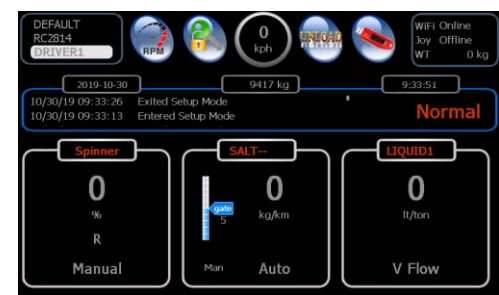 DEFAULT
RC2814
DRIVER1
RPM
0
kph
UNLOAD
WiFi Online
Joy Offline
WT 0 kg
2019-10-30
9417 kg
9:33:51
10/30/19 09:33:26 Exited Setup Mode
10/30/19 09:33:13 Entered Setup Mode
Normal
Spinner
0
%
R
Manual
SALT--
gate
5
0
kg/km
Man
Auto
LIQUID1
0
lt/ton
V Flow